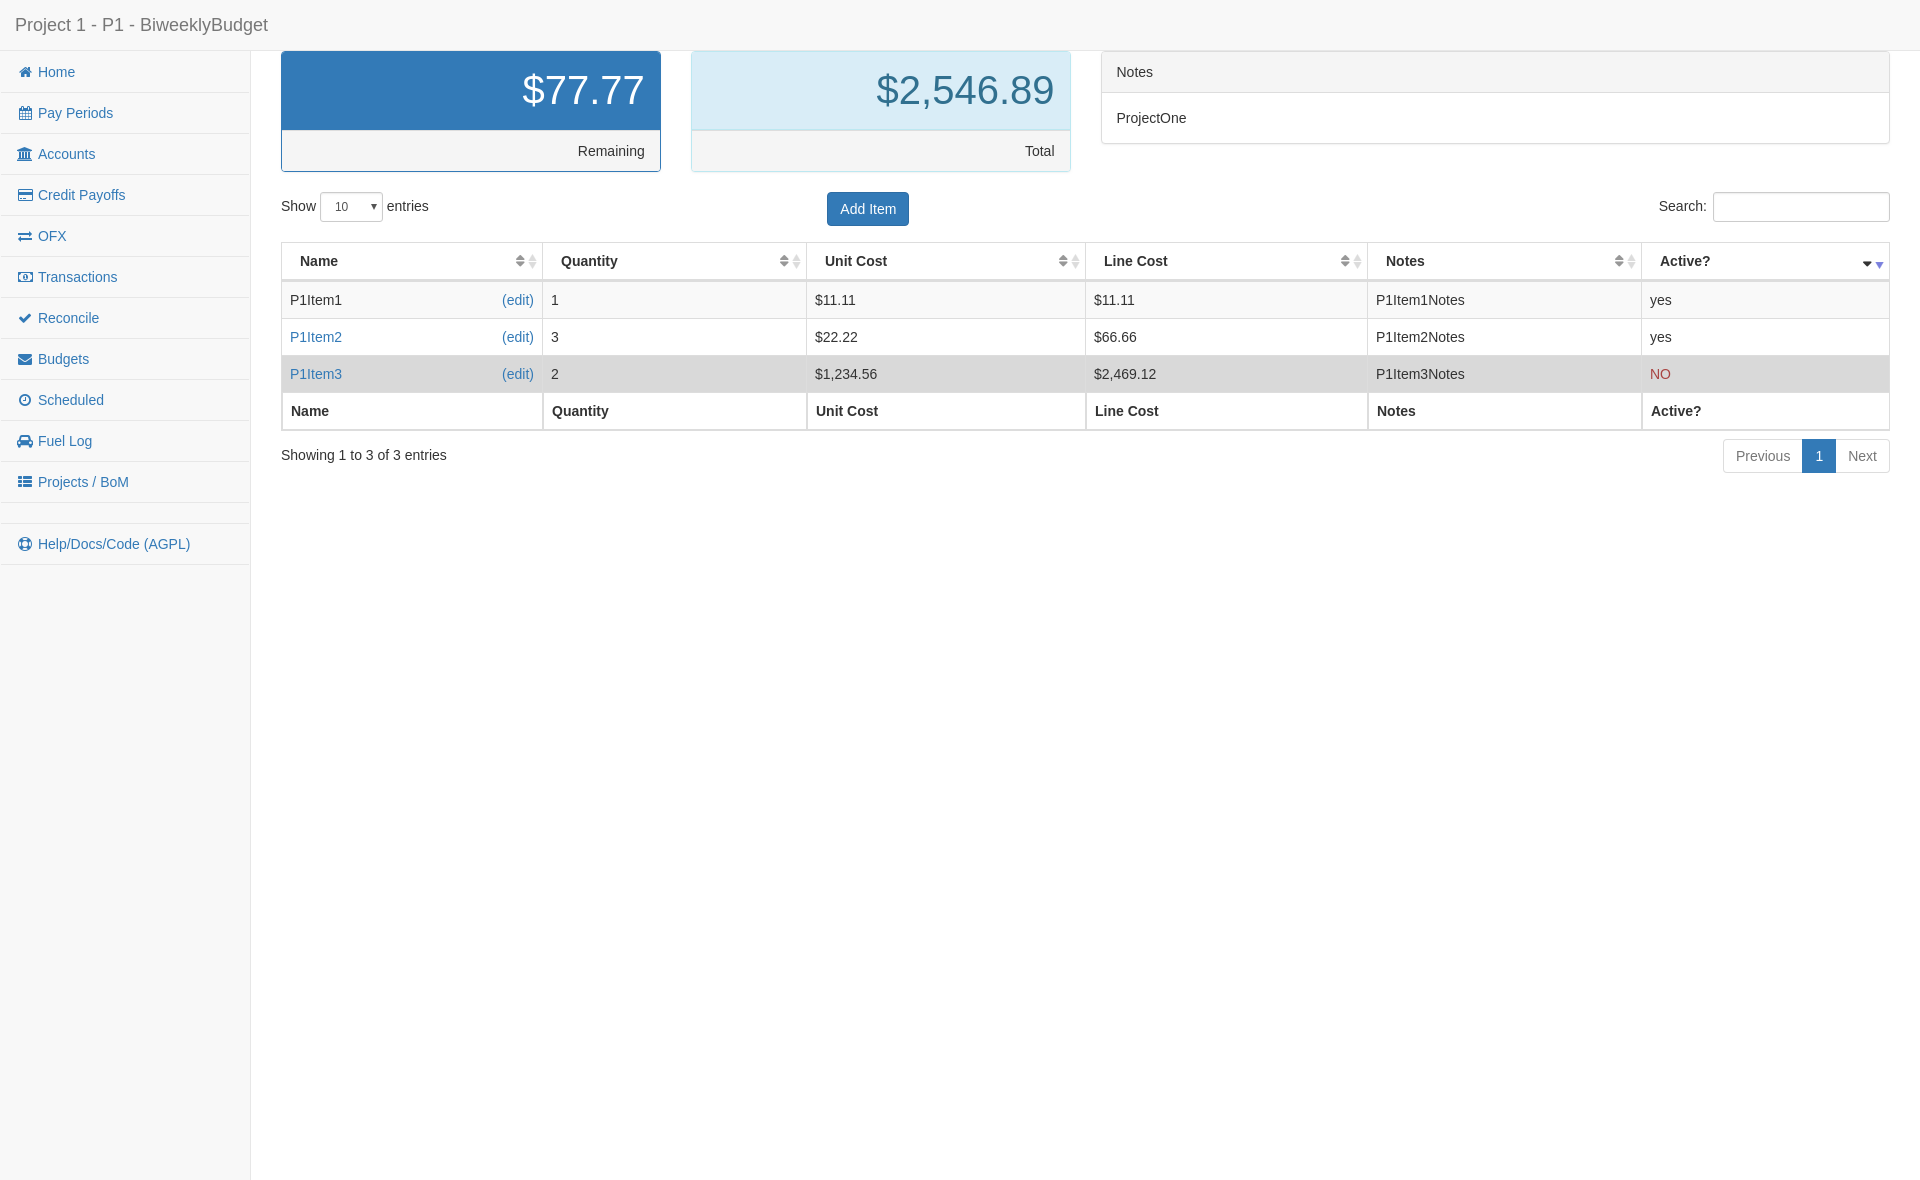 Project 1 - P1 - BiweeklyBudget
Home
Pay Periods
Accounts
Credit Payoffs
OFX
Transactions
Reconcile
Budgets
Scheduled
Fuel Log
Projects / BoM
Help/Docs/Code (AGPL)
$77.77
Remaining
$2,546.89
Total
Notes
ProjectOne
Show 10 entries
Add Item
Search:
Name Quantity Unit Cost Line Cost Notes Active?
P1Item1 (edit) 1 $11.11 $11.11 P1Item1Notes yes
P1Item2 (edit) 3 $22.22 $66.66 P1Item2Notes yes
P1Item3 (edit) 2 $1,234.56 $2,469.12 P1Item3Notes NO
Name Quantity Unit Cost Line Cost Notes Active?
Showing 1 to 3 of 3 entries
Previous 1 Next